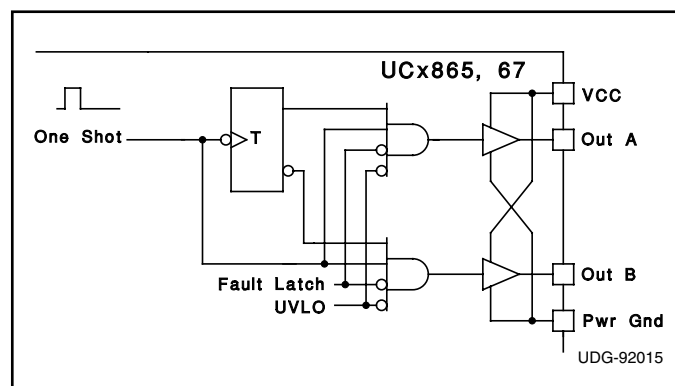 UCx865, 67
VCC
One Shot
T
Out A
Fault Latch
UVLO
Out B
Pwr Gnd
UDG-92015